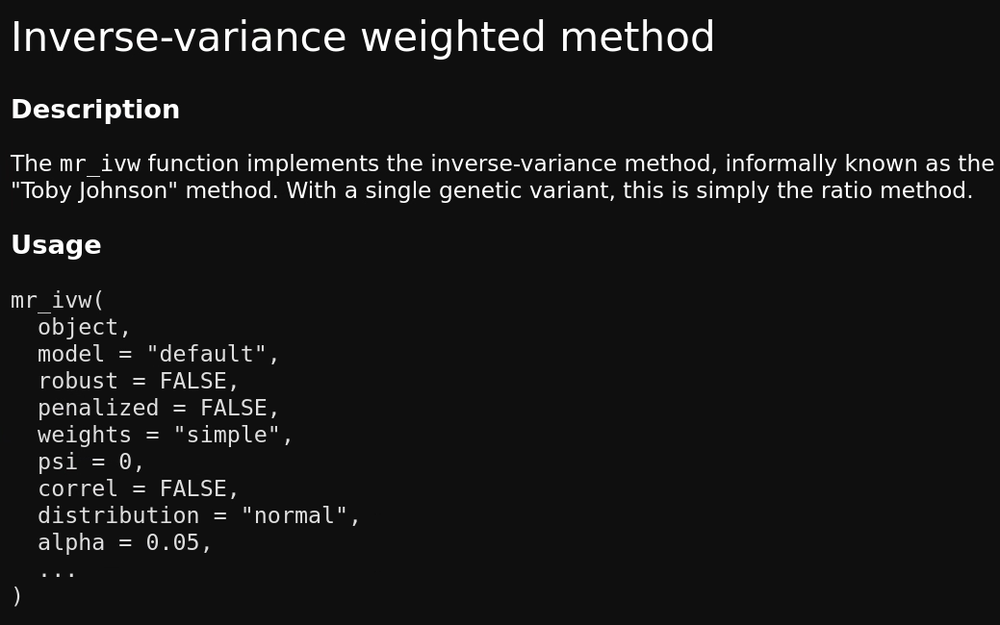 Inverse-variance weighted method
Description
The mr_ivw function implements the inverse-variance method, informally known as the
"Toby Johnson" method. With a single genetic variant, this is simply the ratio method.
Usage
mr_ivw(
  object,
  model = "default",
  robust = FALSE,
  penalized = FALSE,
  weights = "simple",
  psi = 0,
  correl = FALSE,
  distribution = "normal",
  alpha = 0.05,
  ...
)